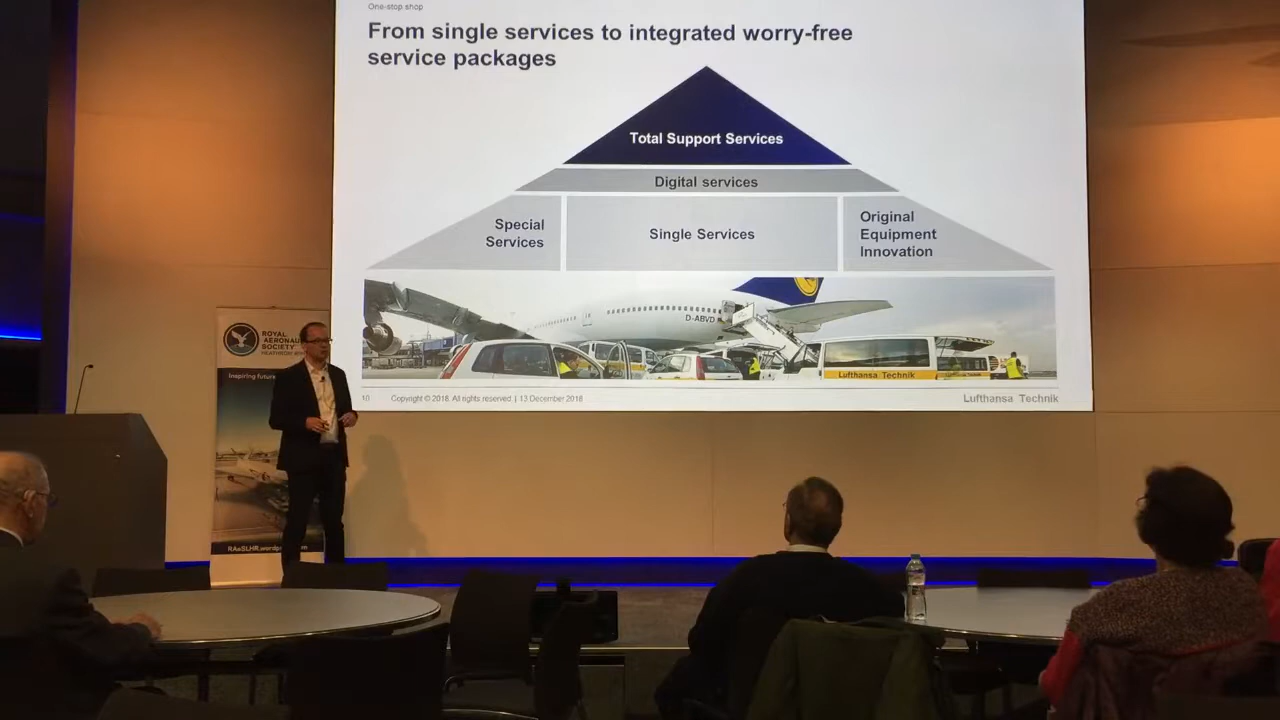 One-stop shop
From single services to integrated worry-free
service packages
Total Support Services
Digital services
Special
Services
Single Services
Original
Equipment
Innovation
D-ABVD
Lufthansa Technik
10 Copyright © 2018. All rights reserved. | 13 December 2018
Lufthansa Technik
ROYAL
SOCIETY
Inspiring